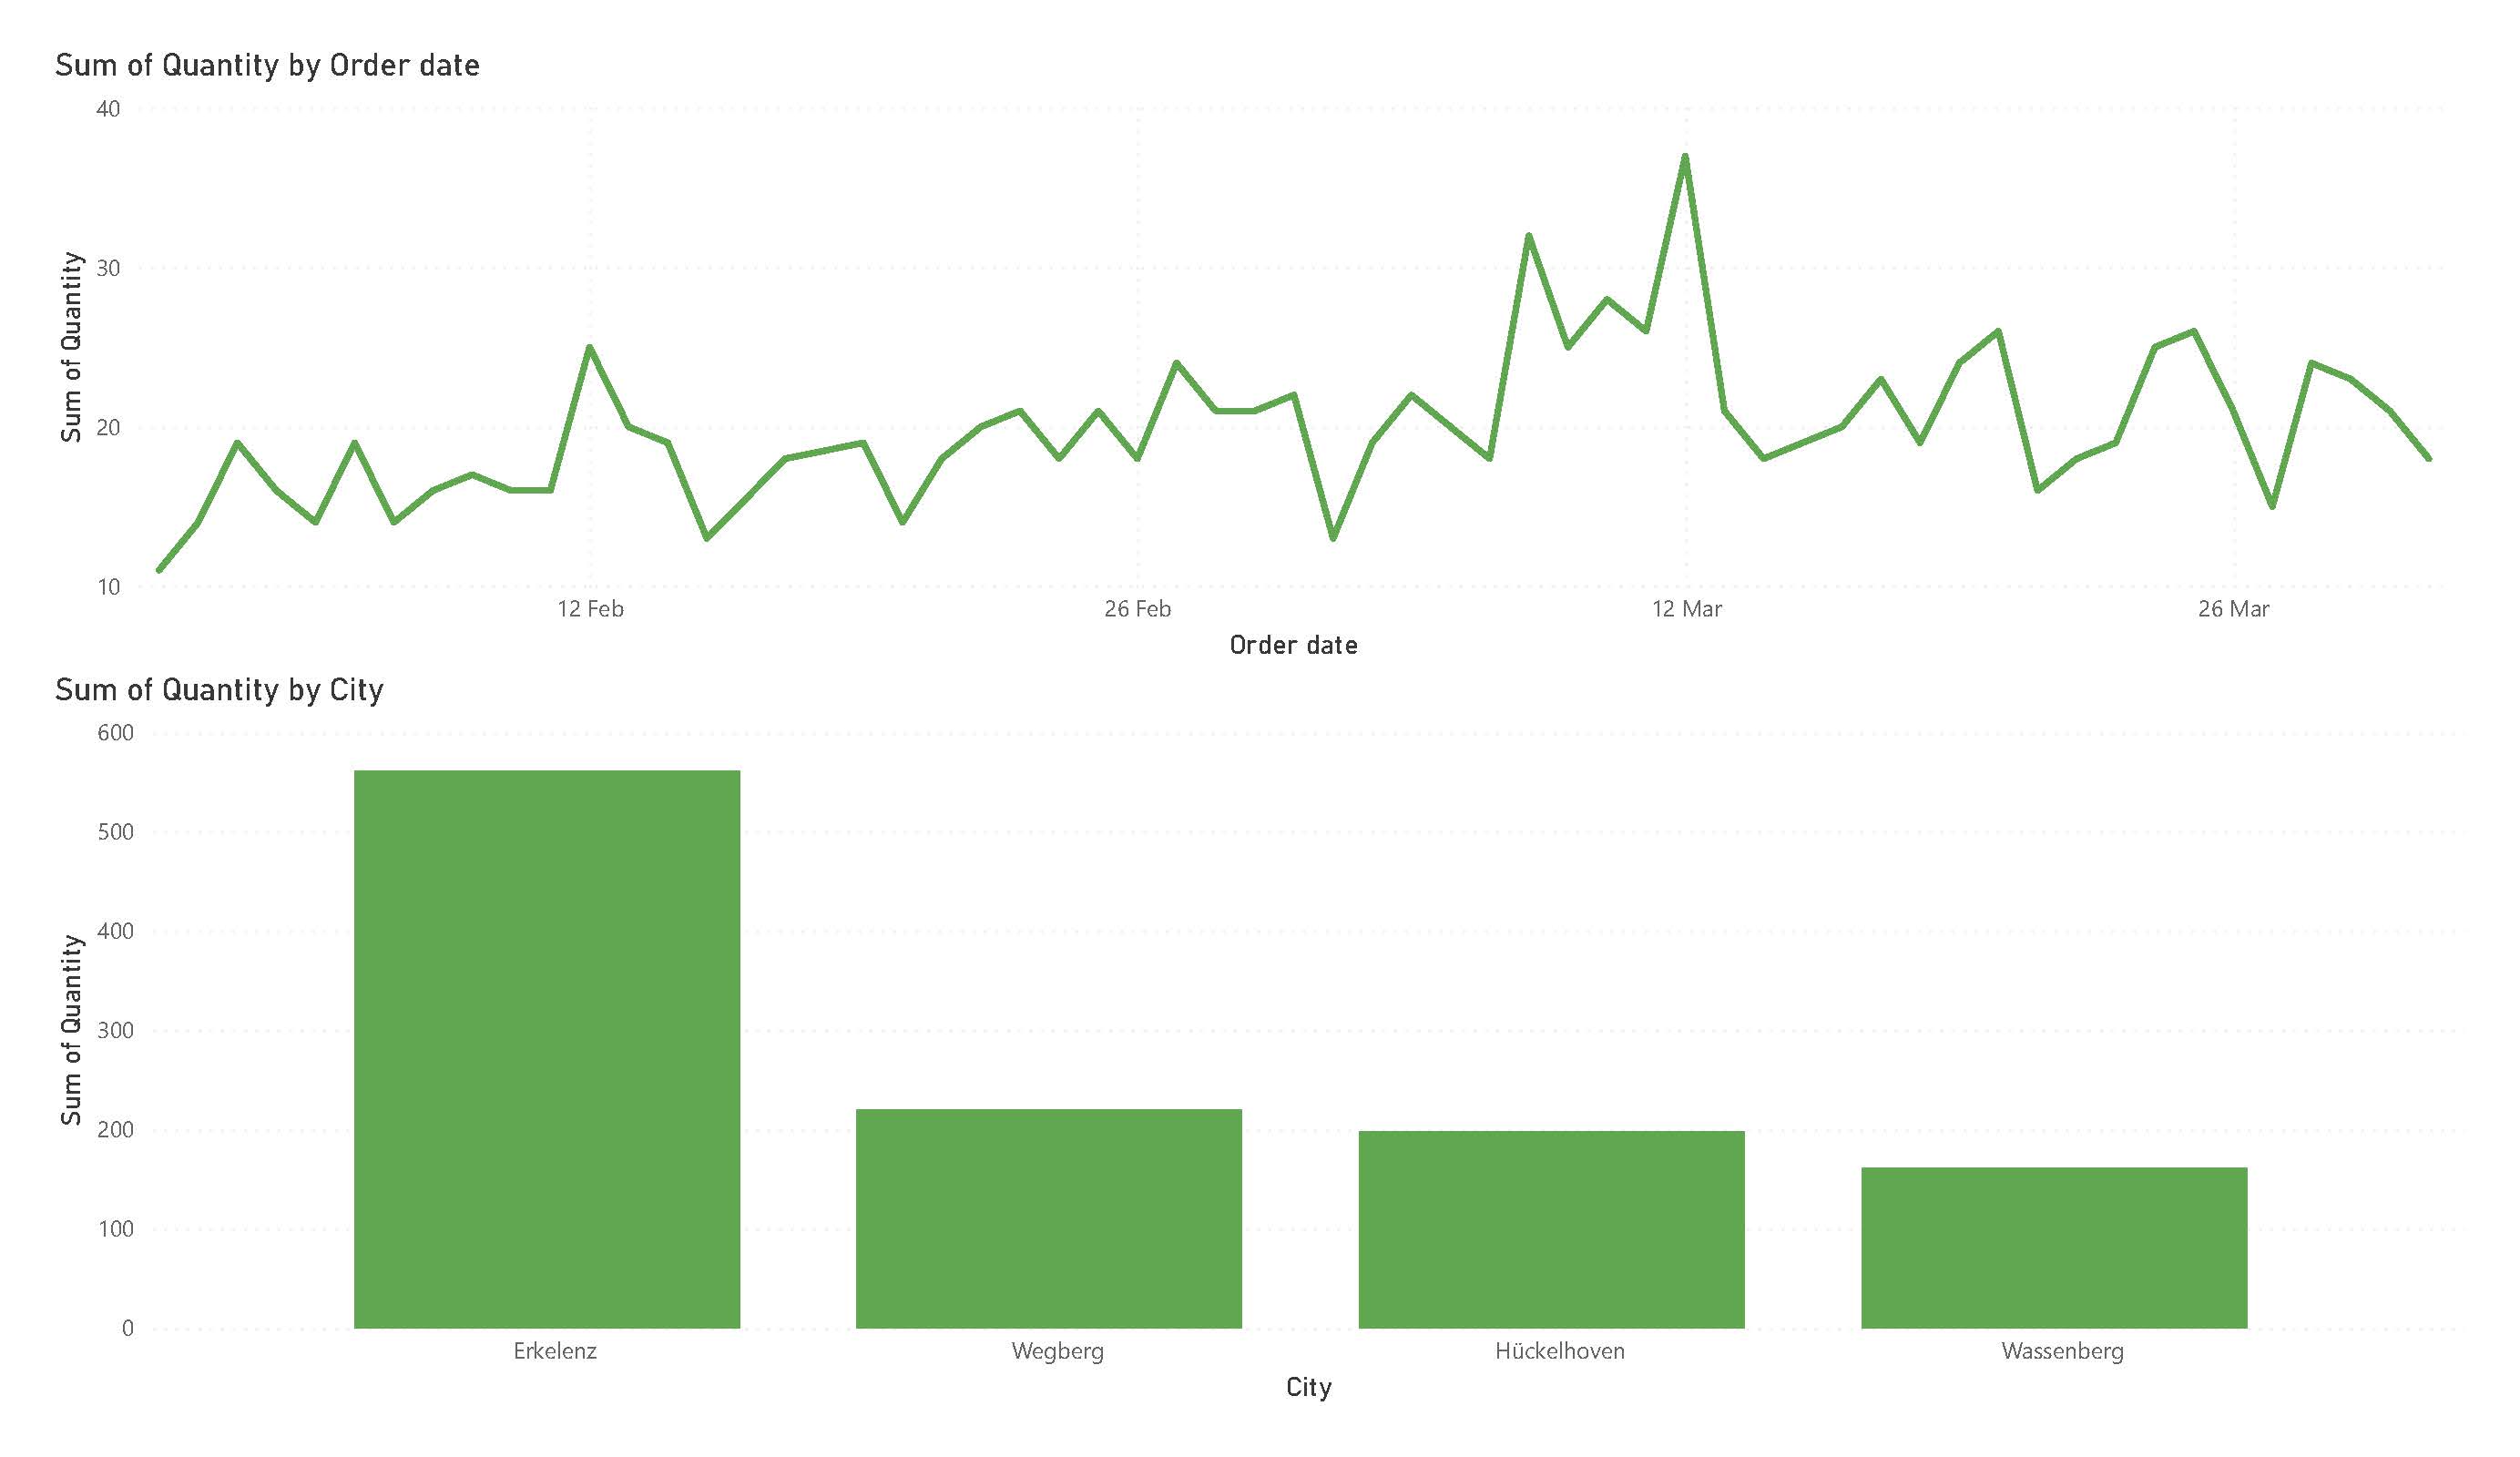 Sum of Quantity by Order date
40
30
20
10
Sum of Quantity
12 Feb 26 Feb 12 Mar 26 Mar
Order date
Sum of Quantity by City
600
500
400
300
200
100
0
Sum of Quantity
Erkelenz Wegberg Hückelhoven Wassenberg
City